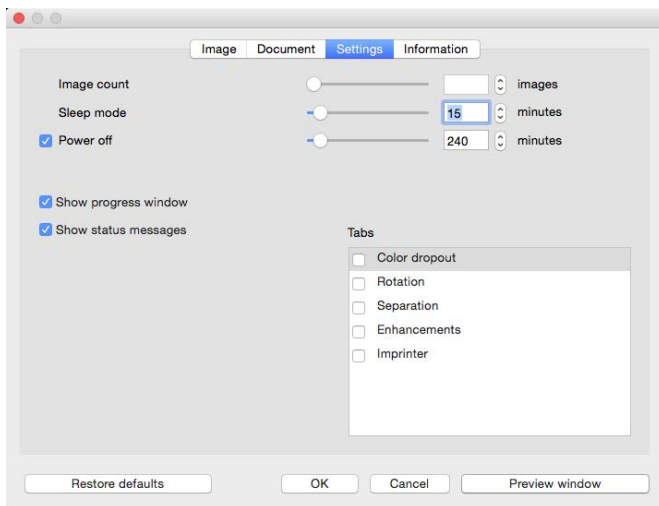 Image Document Settings Information
Image count images
Sleep mode 15 minutes
Power off 240 minutes
Show progress window
Show status messages
Tabs
Color dropout
Rotation
Separation
Enhancements
Imprinter
Restore defaults OK Cancel Preview window